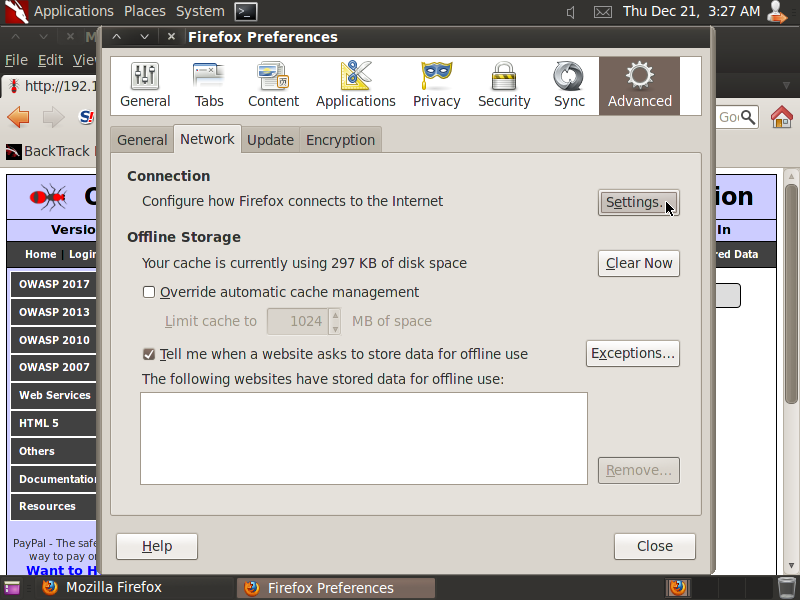 Applications Places System Thu Dec 21, 3:27 AM
Firefox Preferences
File Edit
http://192.1
General Tabs Content Applications Privacy Security Sync Advanced
General Network Update Encryption
BackTrack
Connection
Configure how Firefox connects to the Internet
Settings...
Offline Storage
Your cache is currently using 297 KB of disk space
Clear Now
Override automatic cache management
Limit cache to 1024 MB of space
Tell me when a website asks to store data for offline use
Exceptions...
The following websites have stored data for offline use:
Remove...
Help Close
Versio
In
Home Login
red Data
OWASP 2017
OWASP 2013
OWASP 2010
OWASP 2007
Web Services
HTML 5
Others
Documentation
Resources
PayPal - The safe
way to pay on
Want to H
Mozilla Firefox Firefox Preferences